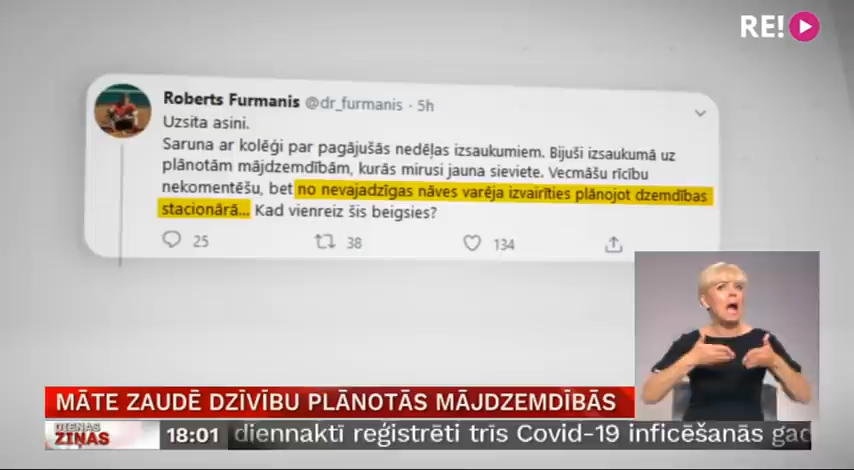 RE!
Roberts Furmanis @dr_furmanis · 5h
Uzsita asini.
Saruna ar kolēģi par pagājušās nedēļas izsaukumiem. Bijuši izsaukumā uz
plānotām mājdzemdībām, kurās mirusi jauna sieviete. Vecmāšu rīcību
nekomentēšu, bet no nevajadzīgas nāves varēja izvairīties plānojot dzemdības
stacionārā... Kad vienreiz šis beigsies?
25 38 134
MĀTE ZAUDĒ DZĪVĪBU PLĀNOTĀS MĀJDZEMDĪBĀS
DIENAS
ZIŅAS
18:01 diennaktī reģistrēti trīs Covid-19 inficēšanās gad